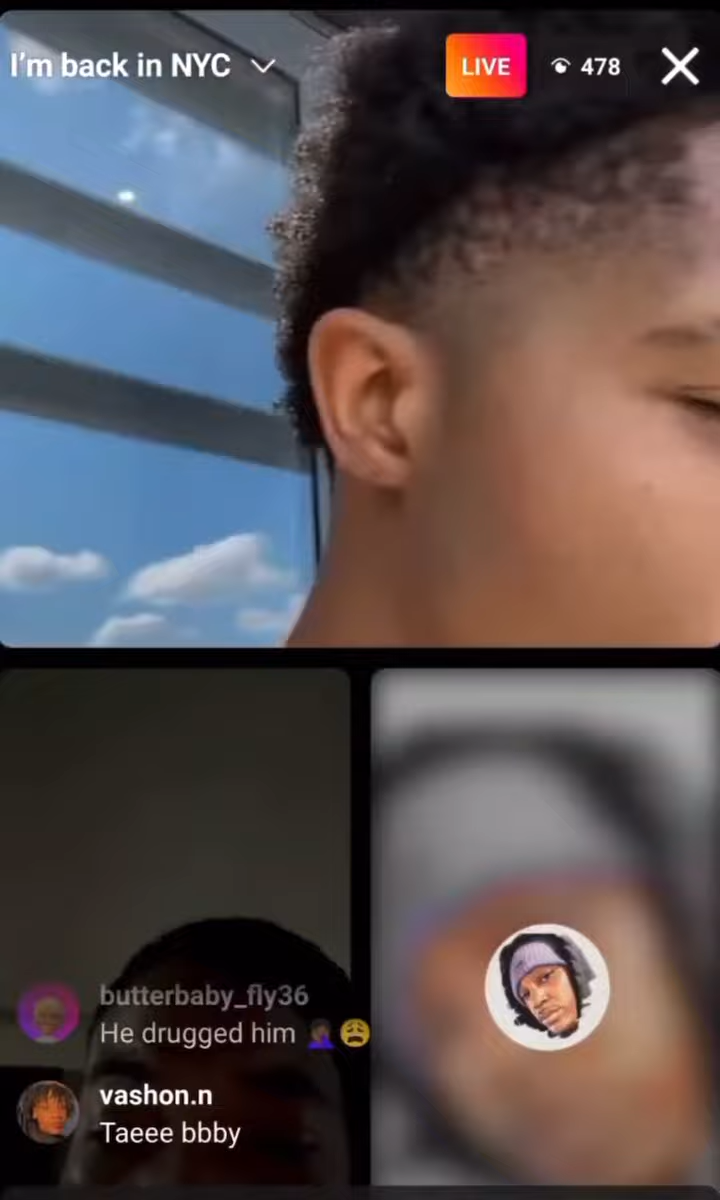 I'm back in NYC
LIVE
478
butterbaby_fly36
He drugged him 🤦🏾‍♀️😩
vashon.n
Taeee bbby